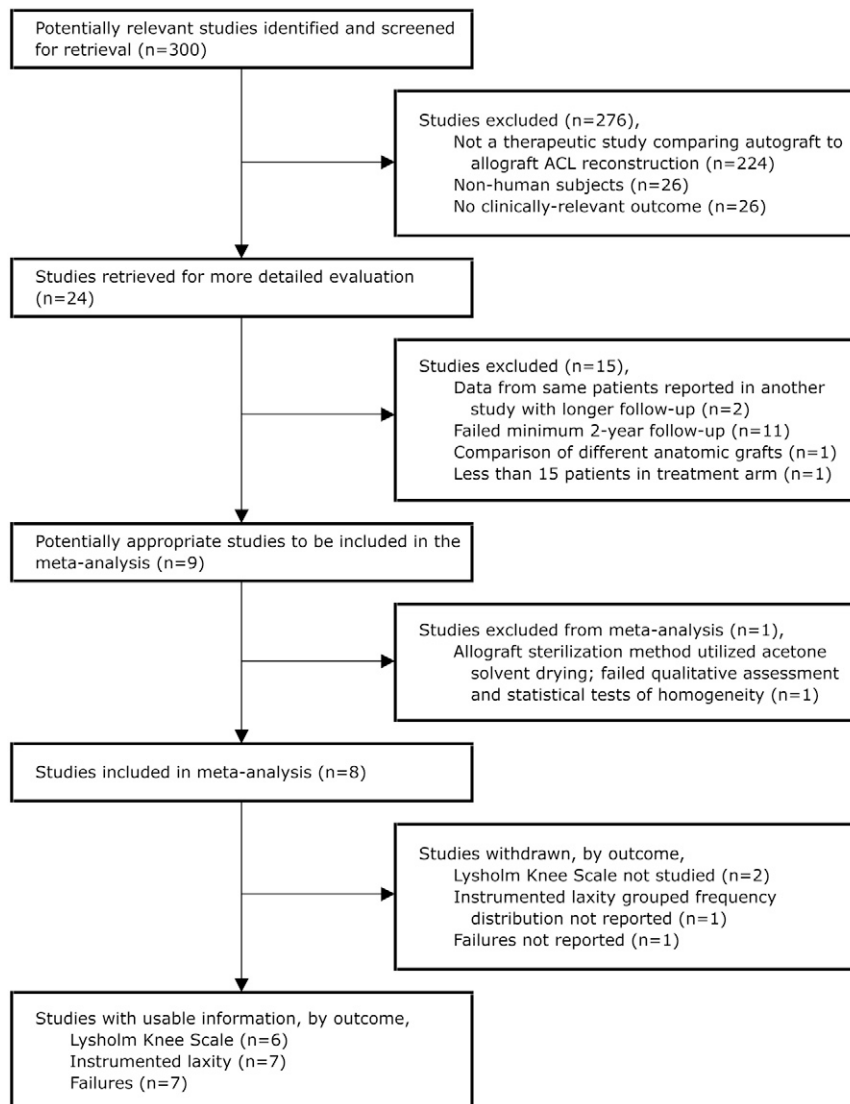 Potentially relevant studies identified and screened
for retrieval (n=300)
Studies excluded (n=276),
Not a therapeutic study comparing autograft to
allograft ACL reconstruction (n=224)
Non-human subjects (n=26)
No clinically-relevant outcome (n=26)
Studies retrieved for more detailed evaluation
(n=24)
Studies excluded (n=15),
Data from same patients reported in another
study with longer follow-up (n=2)
Failed minimum 2-year follow-up (n=11)
Comparison of different anatomic grafts (n=1)
Less than 15 patients in treatment arm (n=1)
Potentially appropriate studies to be included in the
meta-analysis (n=9)
Studies excluded from meta-analysis (n=1),
Allograft sterilization method utilized acetone
solvent drying; failed qualitative assessment
and statistical tests of homogeneity (n=1)
Studies included in meta-analysis (n=8)
Studies withdrawn, by outcome,
Lysholm Knee Scale not studied (n=2)
Instrumented laxity grouped frequency
distribution not reported (n=1)
Failures not reported (n=1)
Studies with usable information, by outcome,
Lysholm Knee Scale (n=6)
Instrumented laxity (n=7)
Failures (n=7)